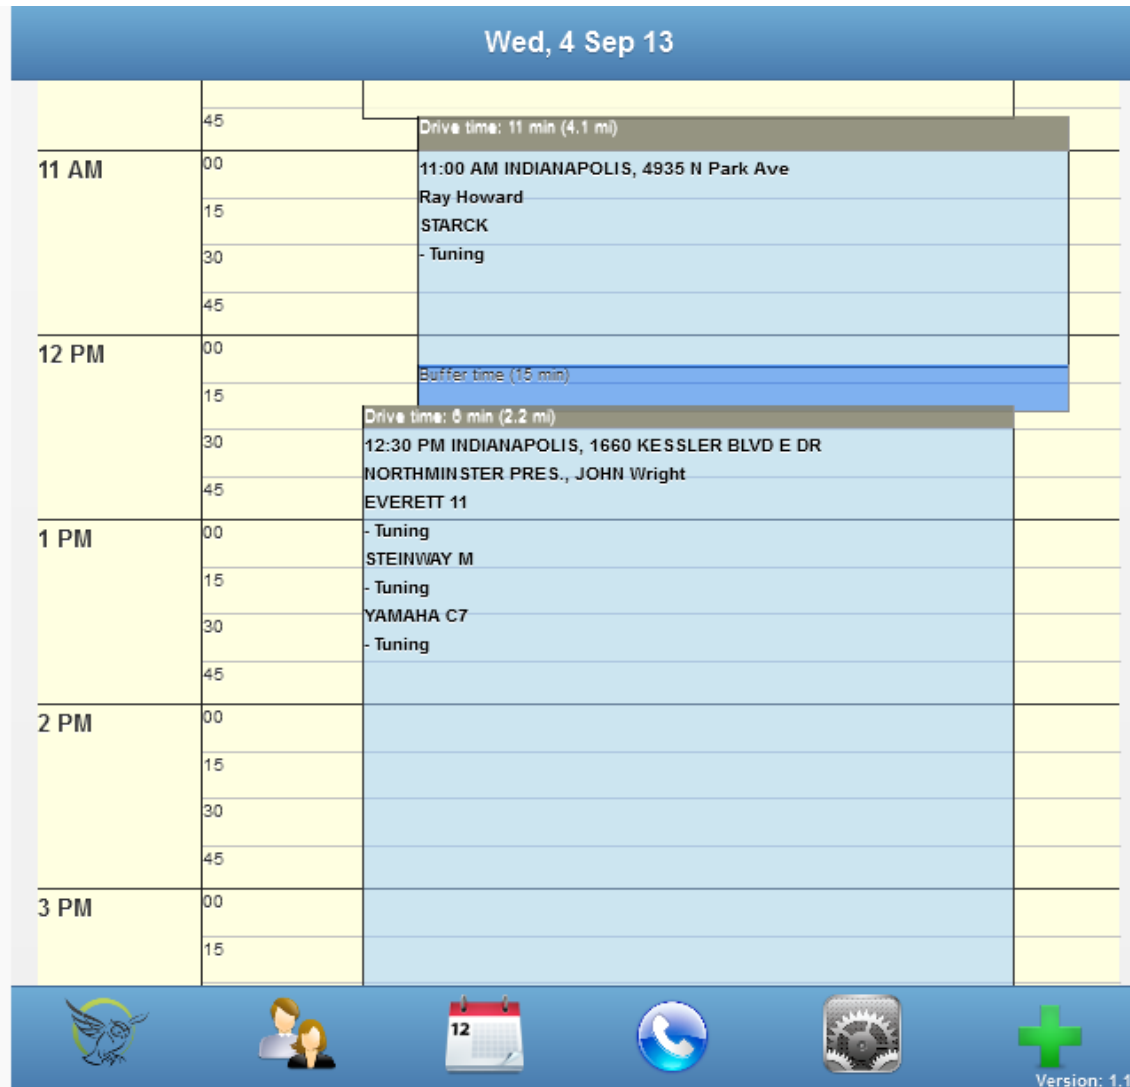 Wed, 4 Sep 13
45
Drive time: 11 min (4.1 mi)
11 AM
00
11:00 AM INDIANAPOLIS, 4935 N Park Ave
Ray Howard
15
STARCK
30
- Tuning
45
12 PM
00
Buffer time (15 min)
15
Drive time: 6 min (2.2 mi)
30
12:30 PM INDIANAPOLIS, 1660 KESSLER BLVD E DR
NORTHMINSTER PRES., JOHN Wright
45
EVERETT 11
1 PM
00
- Tuning
STEINWAY M
15
- Tuning
YAMAHA C7
30
- Tuning
45
2 PM
00
15
30
45
3 PM
00
15
12
Version: 1.1